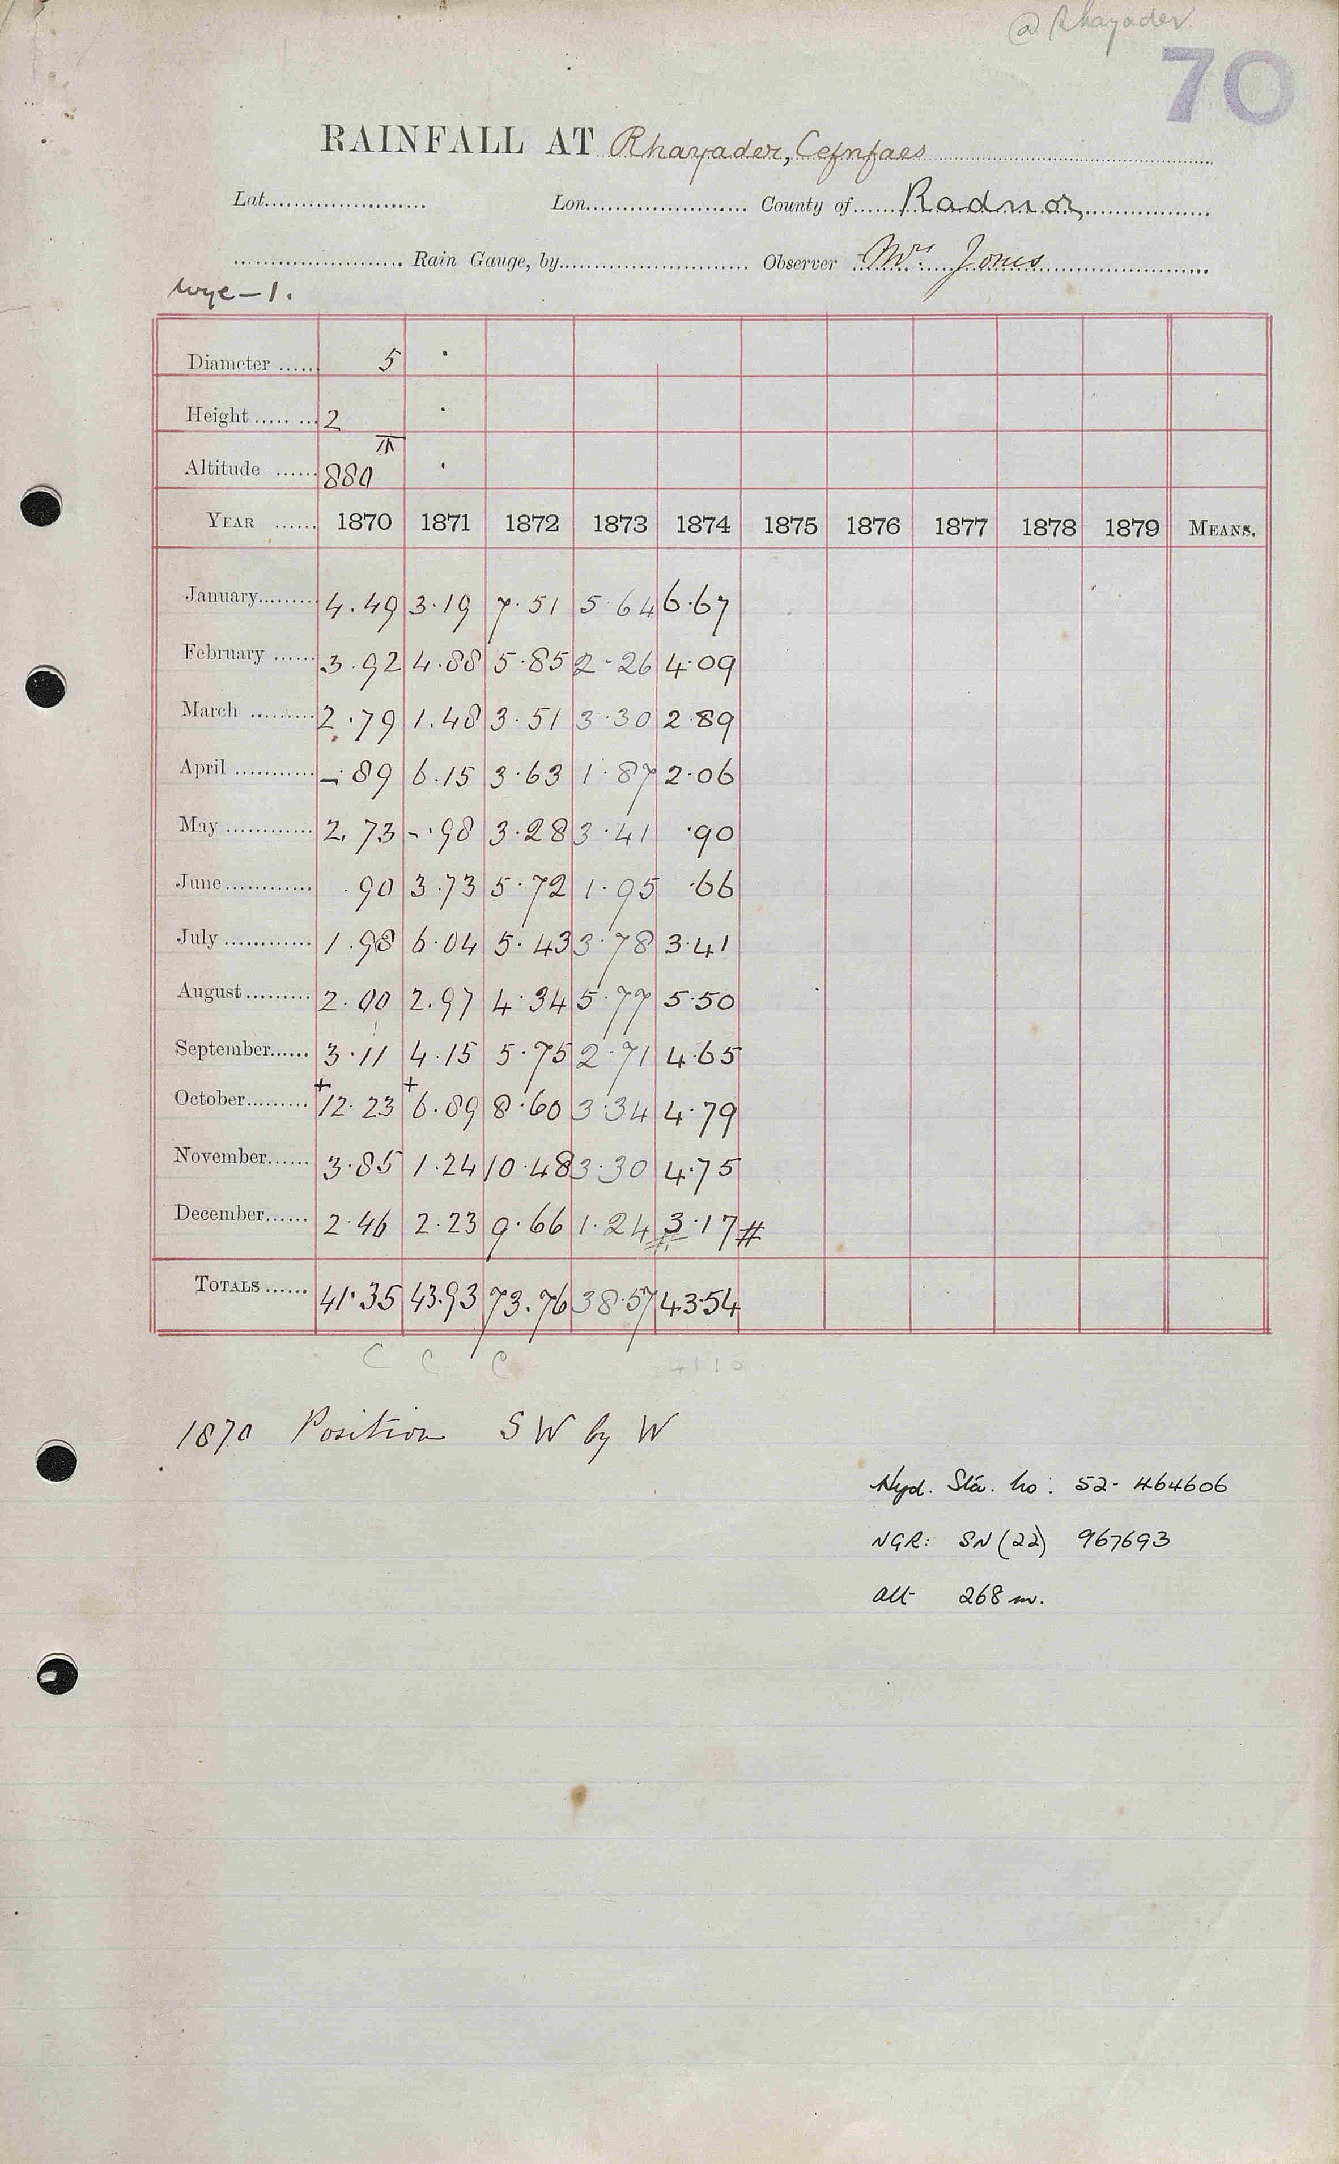 @ Rhayader
70
RAINFALL AT Rhayader, Cefnfaes
Lat. Lon. County of Radnor
Rain Gauge, by Observer Mrs Jones
Wye – 1.
Diameter 5 ·
Height 2 ·
Altitude 880 ·
YEAR 1870 1871 1872 1873 1874 1875 1876 1877 1878 1879 MEANS.
January 4.49 3.19 7.51 5.64 6.67
February 3.92 4.88 5.85 2.26 4.09
March 2.79 1.48 3.51 3.30 2.89
April –.89 6.15 3.63 1.87 2.06
May 2.73 –.98 3.28 3.41 .90
June .90 3.73 5.72 1.95 .66
July 1.98 6.04 5.43 3.78 3.41
August 2.00 2.97 4.34 5.77 5.50
September 3.11 4.15 5.75 2.71 4.65
October +12.23 +6.89 8.60 3.34 4.79
November 3.85 1.24 10.48 3.30 4.75
December 2.46 2.23 9.66 1.24 3.17 #
TOTALS 41.35 43.93 73.76 38.57 43.54
C C C
1870 Position SW by W
Hyd. Sta. No: 52-464606
NGR: SN (22) 967693
alt 268 m.